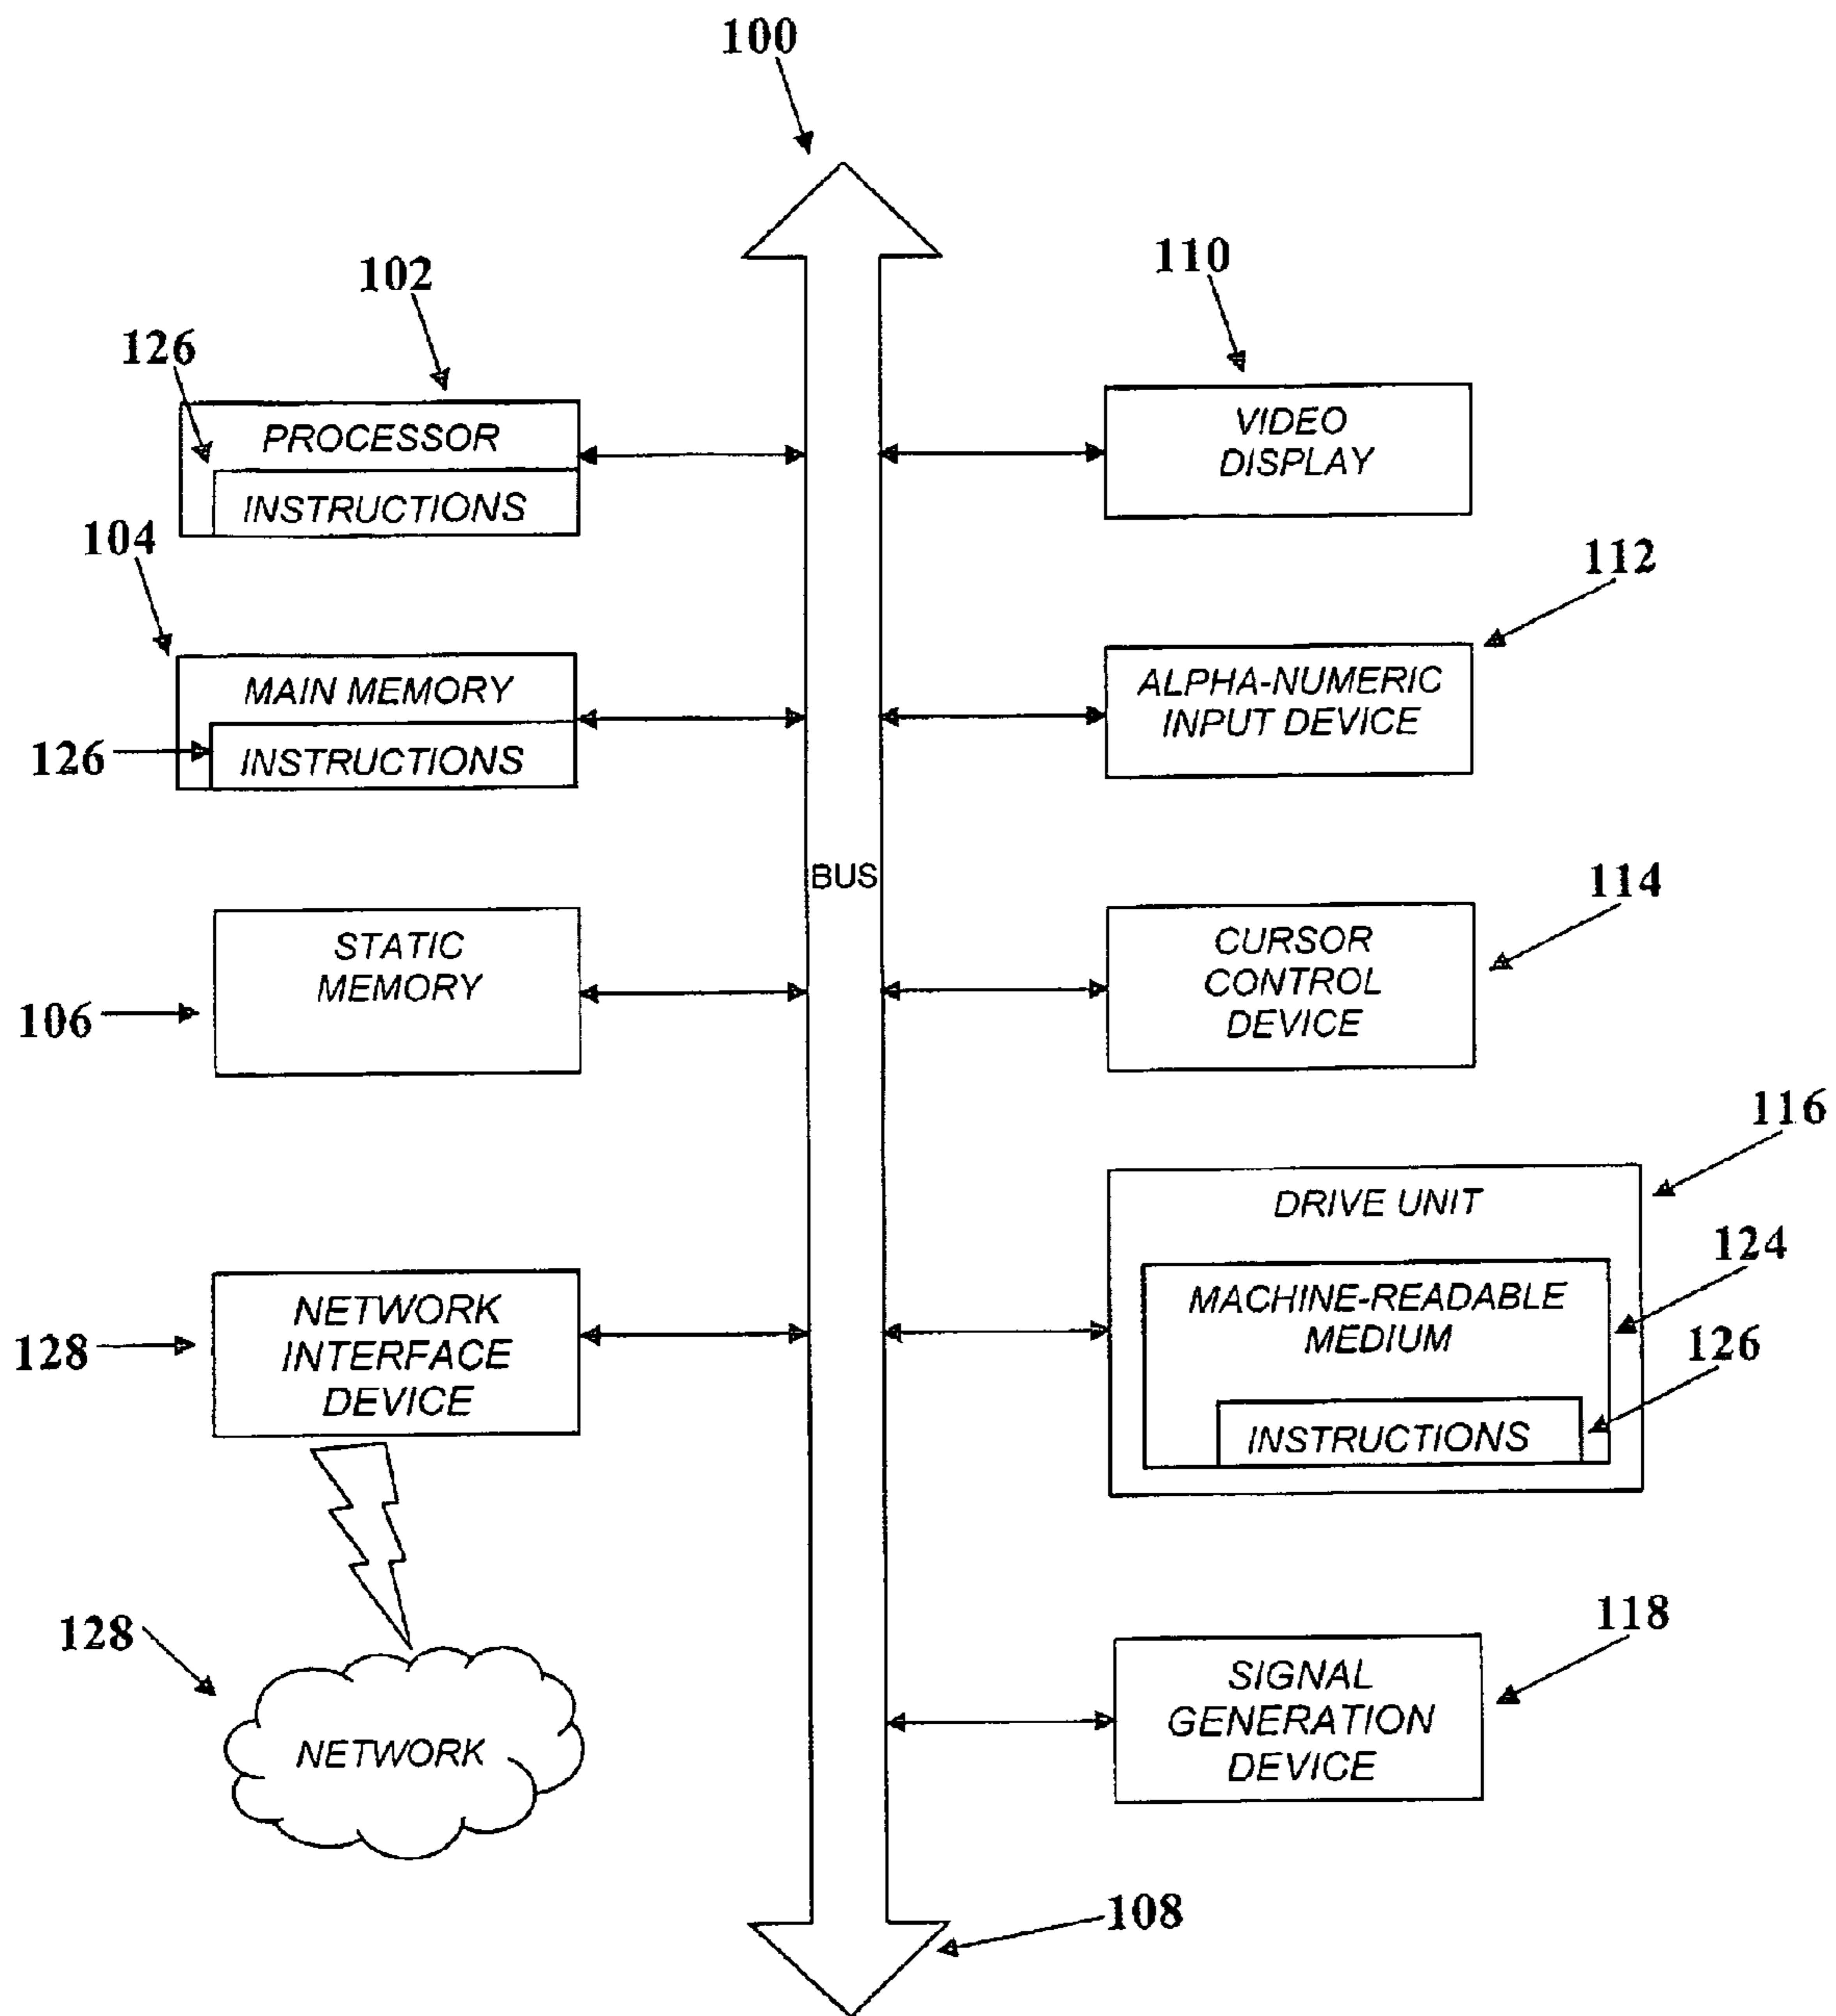 100
102
126
PROCESSOR
INSTRUCTIONS
104
MAIN MEMORY
126
INSTRUCTIONS
STATIC
MEMORY
106
128
NETWORK
INTERFACE
DEVICE
128
NETWORK
BUS
110
VIDEO
DISPLAY
112
ALPHA-NUMERIC
INPUT DEVICE
114
CURSOR
CONTROL
DEVICE
116
DRIVE UNIT
124
MACHINE-READABLE
MEDIUM
126
INSTRUCTIONS
118
SIGNAL
GENERATION
DEVICE
108